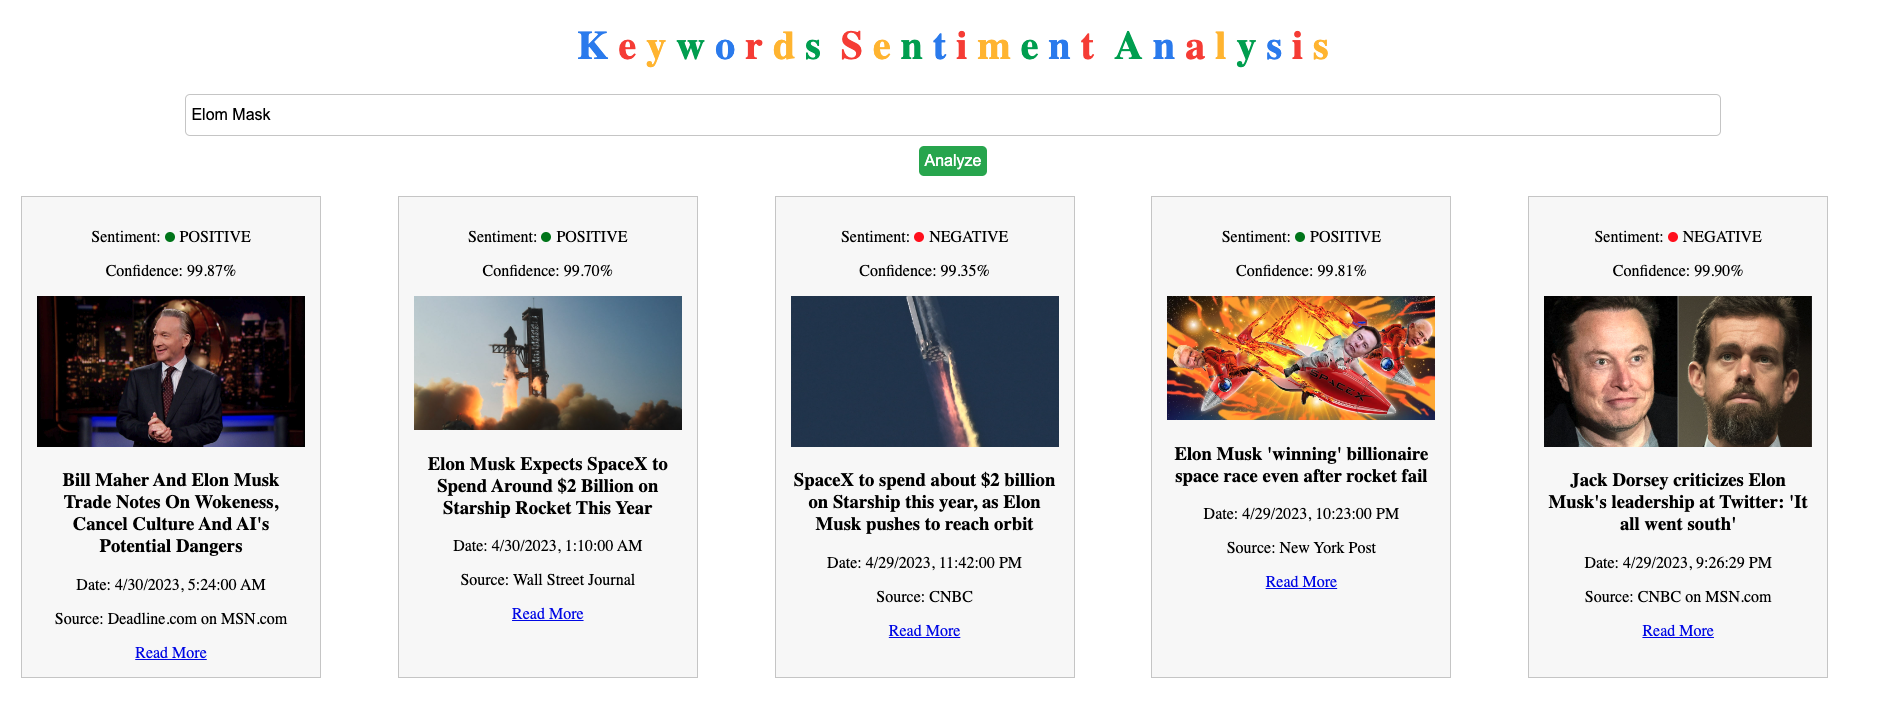 Keywords Sentiment Analysis
Elom Mask
Analyze
Sentiment: POSITIVE
Confidence: 99.87%
Bill Maher And Elon Musk
Trade Notes On Wokeness,
Cancel Culture And AI's
Potential Dangers
Date: 4/30/2023, 5:24:00 AM
Source: Deadline.com on MSN.com
Read More
Sentiment: POSITIVE
Confidence: 99.70%
Elon Musk Expects SpaceX to
Spend Around $2 Billion on
Starship Rocket This Year
Date: 4/30/2023, 1:10:00 AM
Source: Wall Street Journal
Read More
Sentiment: NEGATIVE
Confidence: 99.35%
SpaceX to spend about $2 billion
on Starship this year, as Elon
Musk pushes to reach orbit
Date: 4/29/2023, 11:42:00 PM
Source: CNBC
Read More
Sentiment: POSITIVE
Confidence: 99.81%
SPACEX
Elon Musk 'winning' billionaire
space race even after rocket fail
Date: 4/29/2023, 10:23:00 PM
Source: New York Post
Read More
Sentiment: NEGATIVE
Confidence: 99.90%
Jack Dorsey criticizes Elon
Musk's leadership at Twitter: 'It
all went south'
Date: 4/29/2023, 9:26:29 PM
Source: CNBC on MSN.com
Read More